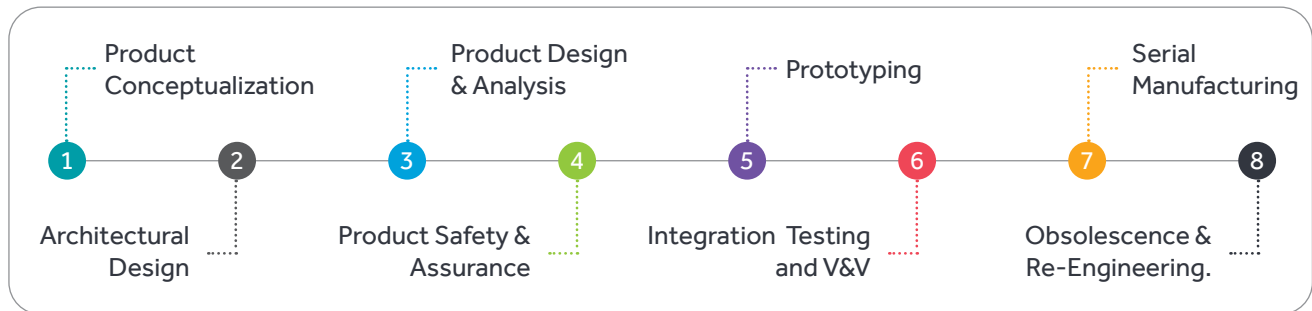 Product
Conceptualization
Product Design
& Analysis
Prototyping
Serial
Manufacturing
1
2
3
4
5
6
7
8
Architectural
Design
Product Safety &
Assurance
Integration Testing
and V&V
Obsolescence &
Re-Engineering.